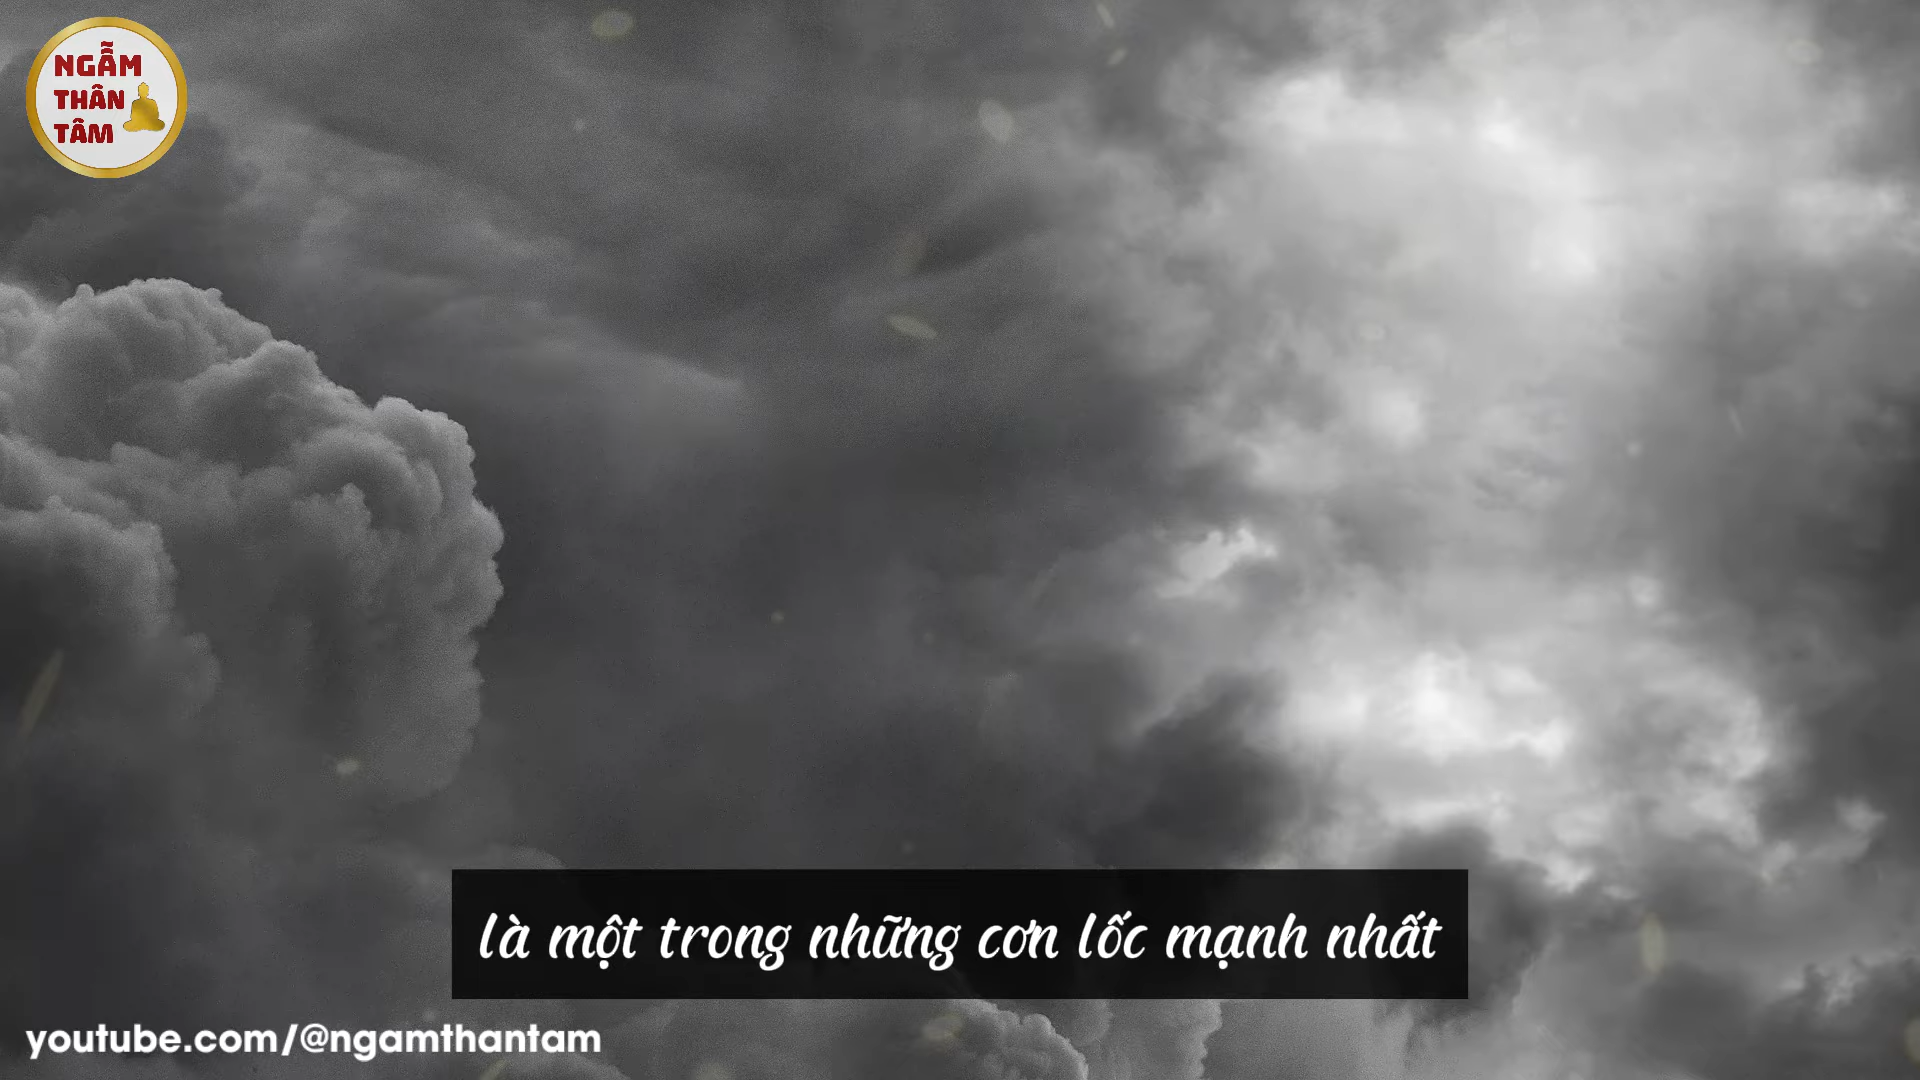 NGẪM
THÂN
TÂM
là một trong những cơn lốc mạnh nhất
youtube.com/@ngamthantam